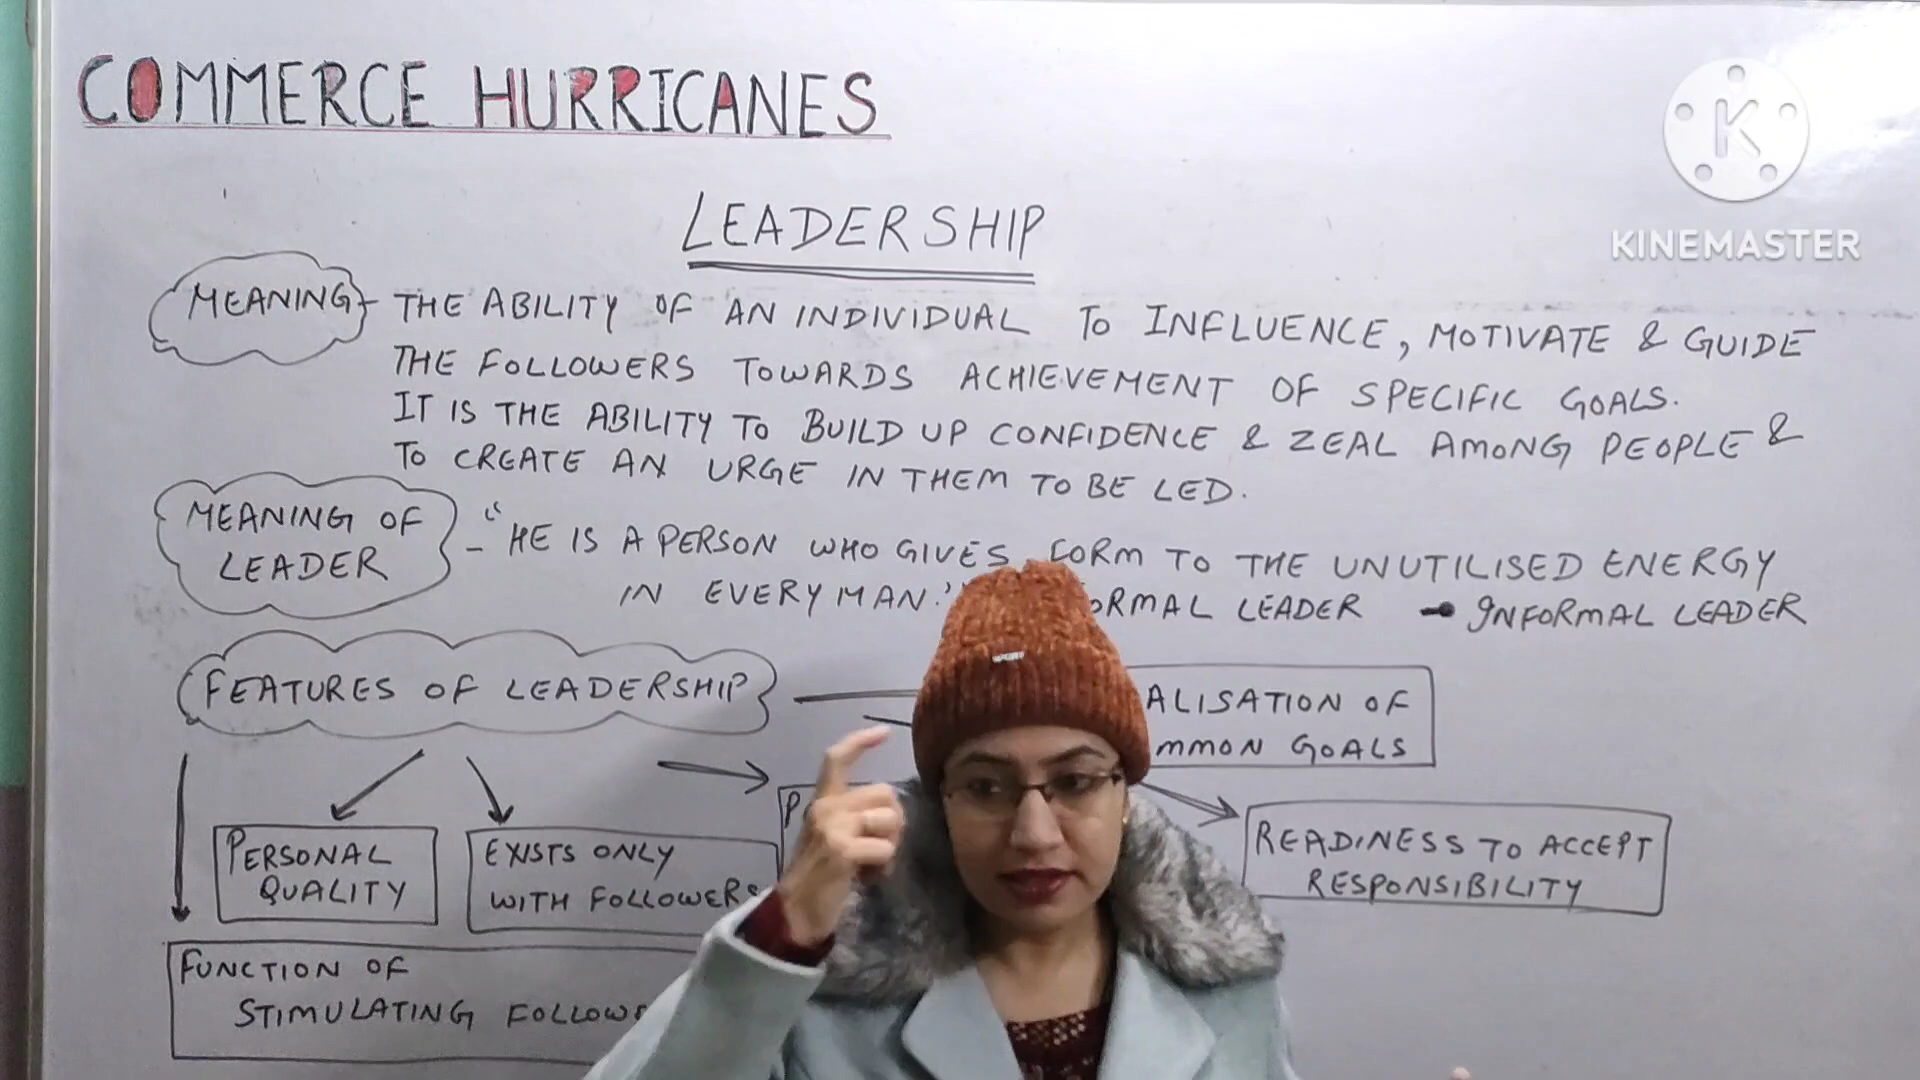 COMMERCE HURRICANES
K
KINEMASTER
LEADERSHIP
MEANING - THE ABILITY OF AN INDIVIDUAL TO INFLUENCE, MOTIVATE & GUIDE
THE FOLLOWERS TOWARDS ACHIEVEMENT OF SPECIFIC GOALS.
IT IS THE ABILITY TO BUILD UP CONFIDENCE & ZEAL AMONG PEOPLE &
TO CREATE AN URGE IN THEM TO BE LED.
MEANING OF
LEADER
- "HE IS A PERSON WHO GIVES FORM TO THE UNUTILISED ENERGY
IN EVERY MAN." LEADER - INFORMAL LEADER
FEATURES OF LEADERSHIP
OF
GOALS
PERSONAL
QUALITY
EXISTS ONLY
WITH FOLLOWERS
READINESS TO ACCEPT
RESPONSIBILITY
FUNCTION OF
STIMULATING